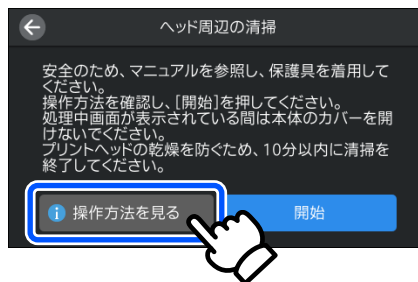 ヘッド周辺の清掃
安全のため、マニュアルを参照し、保護具を着用して
ください。
操作方法を確認し、[開始]を押してください。
処理中画面が表示されている間は本体のカバーを開
けないでください。
プリントヘッドの乾燥を防ぐため、10分以内に清掃を
終了してください。
操作方法を見る
開始